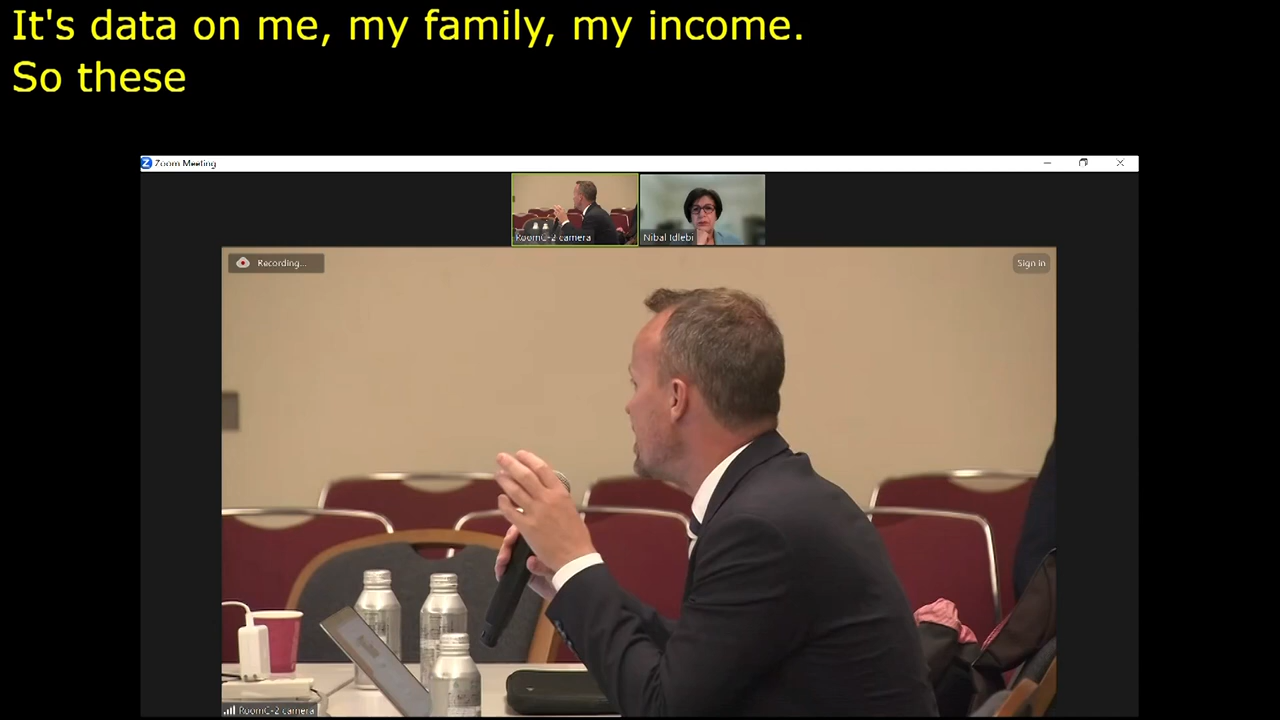 It's data on me, my family, my income.
So these
Zoom Meeting
RoomC-2 camera
Nibal Idlebi
Recording...
Sign in
RoomC-2 camera